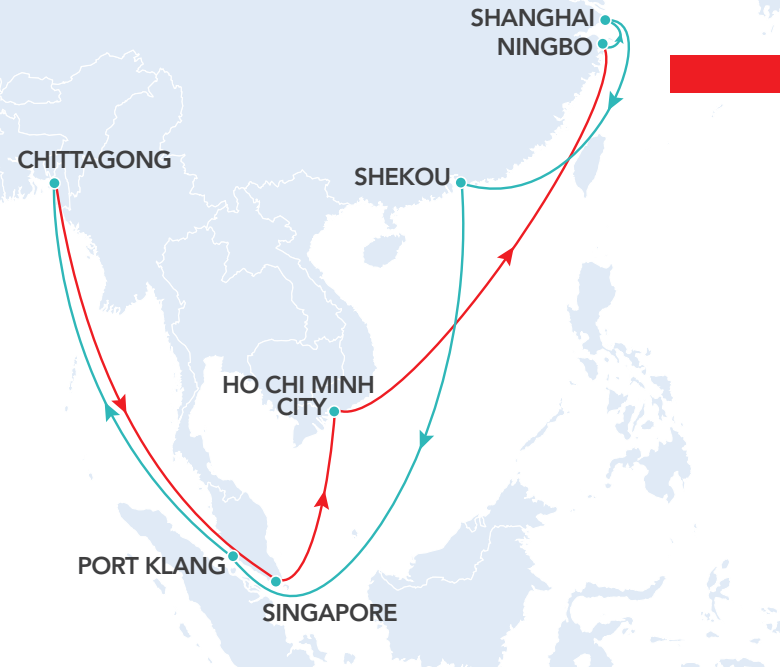 SHANGHAI
NINGBO
CHITTAGONG
SHEKOU
HO CHI MINH
CITY
PORT KLANG
SINGAPORE